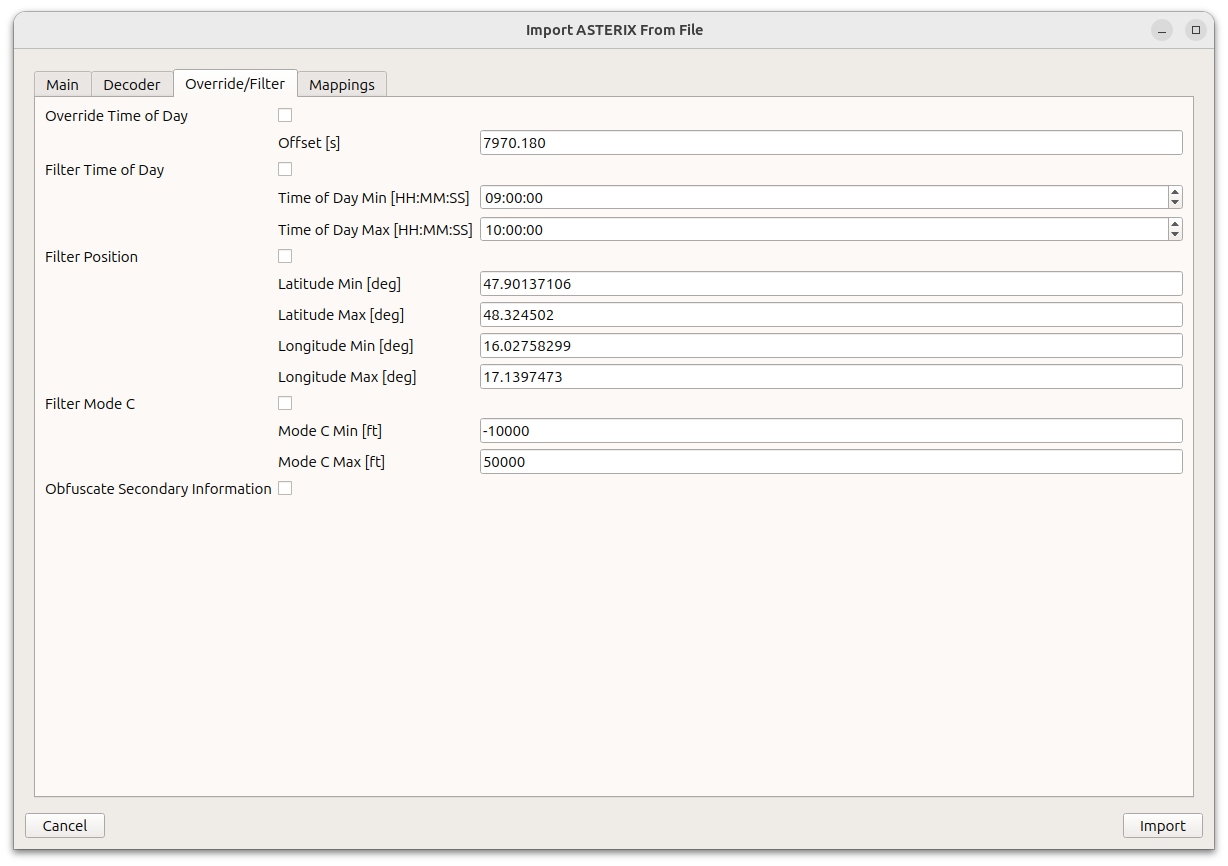 Import ASTERIX From File
Main Decoder Override/Filter Mappings
Override Time of Day
Offset [s] 7970.180
Filter Time of Day
Time of Day Min [HH:MM:SS] 09:00:00
Time of Day Max [HH:MM:SS] 10:00:00
Filter Position
Latitude Min [deg] 47.90137106
Latitude Max [deg] 48.324502
Longitude Min [deg] 16.02758299
Longitude Max [deg] 17.1397473
Filter Mode C
Mode C Min [ft] -10000
Mode C Max [ft] 50000
Obfuscate Secondary Information
Cancel Import